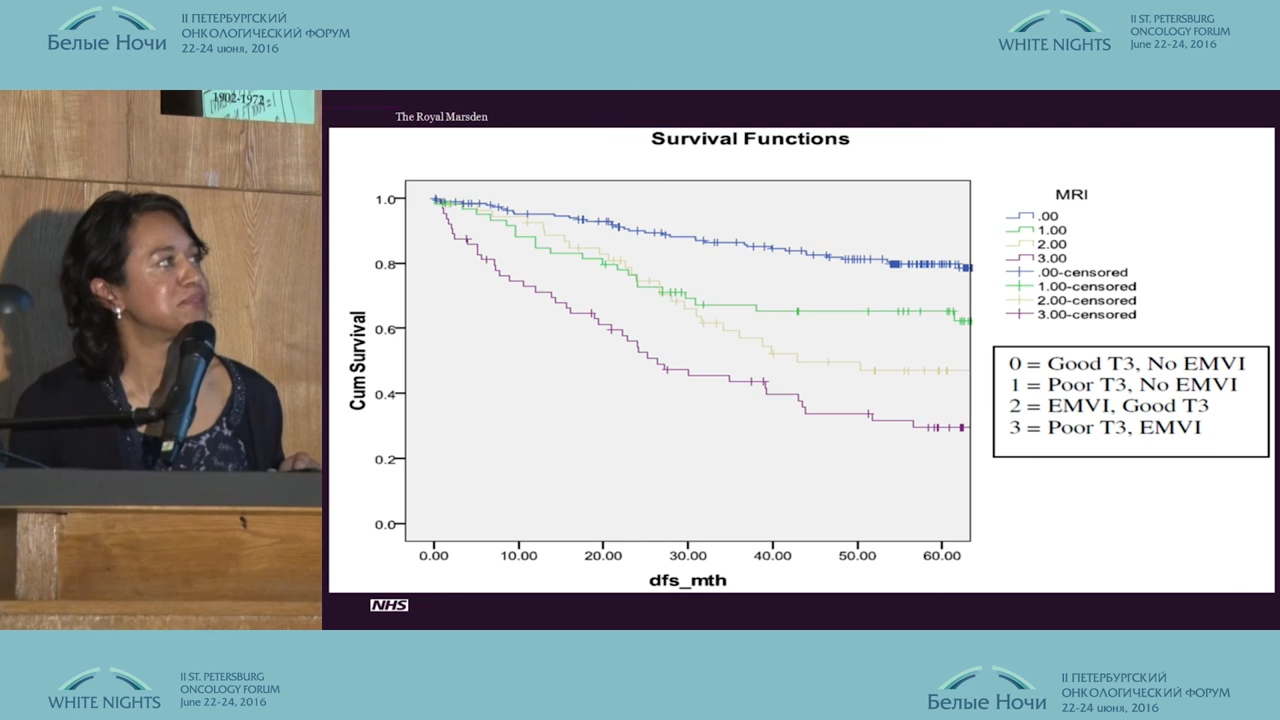 II ПЕТЕРБУРГСКИЙ
ОНКОЛОГИЧЕСКИЙ ФОРУМ
22-24 июня, 2016
Белые Ночи
II ST. PETERSBURG
ONCOLOGY FORUM
June 22-24, 2016
WHITE NIGHTS
1902-1972
The Royal Marsden
Survival Functions
Cum Survival
1.0
0.8
0.6
0.4
0.2
0.0
0.00 10.00 20.00 30.00 40.00 50.00 60.00
dfs_mth
MRI
.00
1.00
2.00
3.00
.00-censored
1.00-censored
2.00-censored
3.00-censored
0 = Good T3, No EMVI
1 = Poor T3, No EMVI
2 = EMVI, Good T3
3 = Poor T3, EMVI
NHS
II ST. PETERSBURG
ONCOLOGY FORUM
June 22-24, 2016
WHITE NIGHTS
II ПЕТЕРБУРГСКИЙ
ОНКОЛОГИЧЕСКИЙ ФОРУМ
22-24 июня, 2016
Белые Ночи